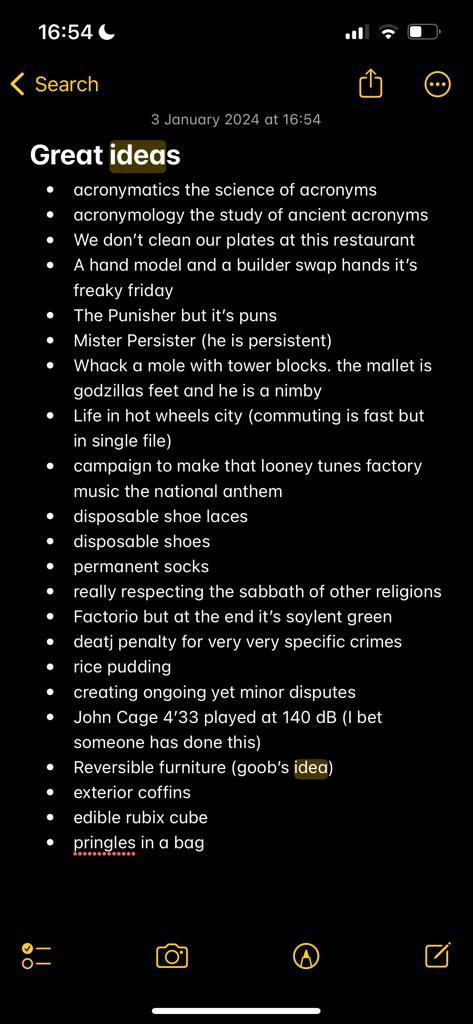 16:54
Search
3 January 2024 at 16:54
Great ideas
• acronymatics the science of acronyms
• acronymology the study of ancient acronyms
• We don’t clean our plates at this restaurant
• A hand model and a builder swap hands it’s
freaky friday
• The Punisher but it’s puns
• Mister Persister (he is persistent)
• Whack a mole with tower blocks. the mallet is
godzillas feet and he is a nimby
• Life in hot wheels city (commuting is fast but
in single file)
• campaign to make that looney tunes factory
music the national anthem
• disposable shoe laces
• disposable shoes
• permanent socks
• really respecting the sabbath of other religions
• Factorio but at the end it’s soylent green
• deatj penalty for very very specific crimes
• rice pudding
• creating ongoing yet minor disputes
• John Cage 4’33 played at 140 dB (I bet
someone has done this)
• Reversible furniture (goob’s idea)
• exterior coffins
• edible rubix cube
• pringles in a bag